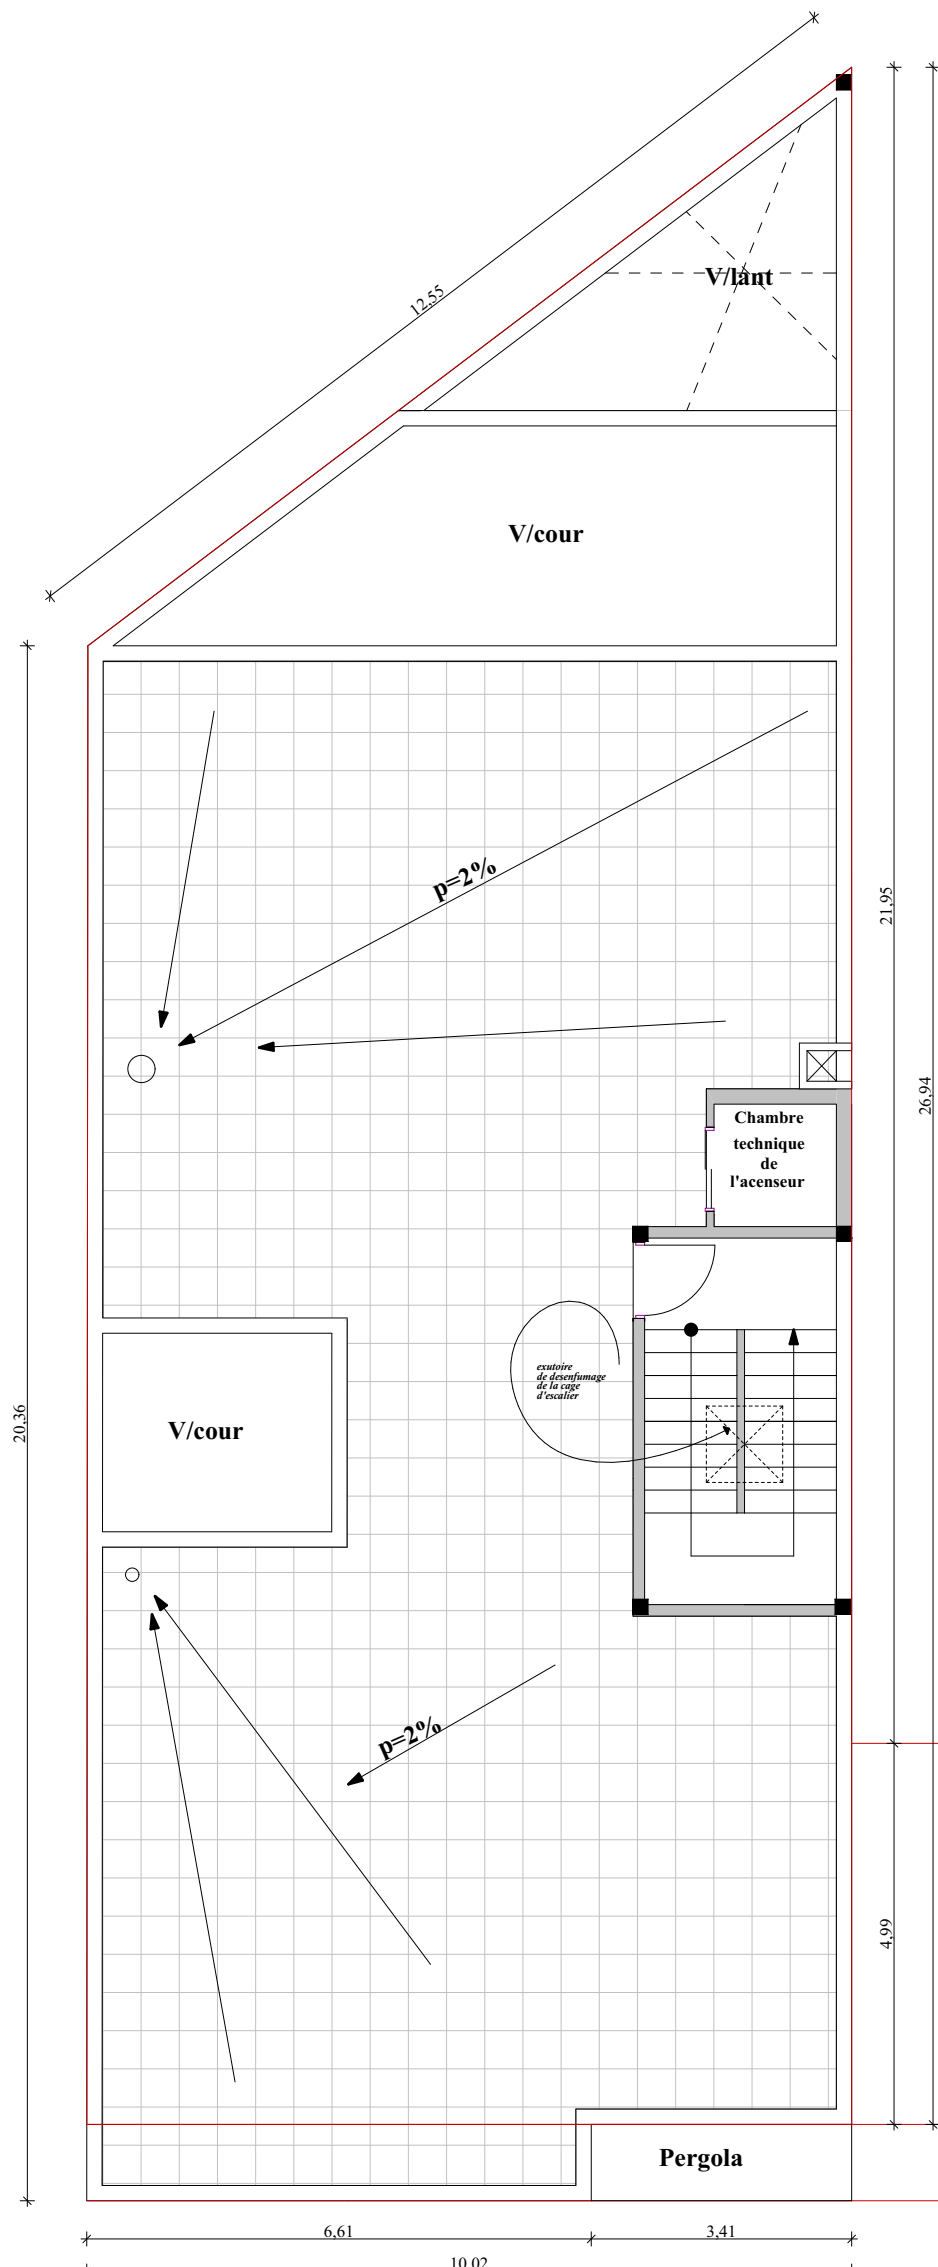 12,55
V/lant
V/cour
p=2%
21,95
26,94
Chambre
technique
de
l'acenseur
exutoire
de desenfumage
de la cage
d'escalier
20,36
V/cour
p=2%
4,99
Pergola
6,61
3,41
10,02